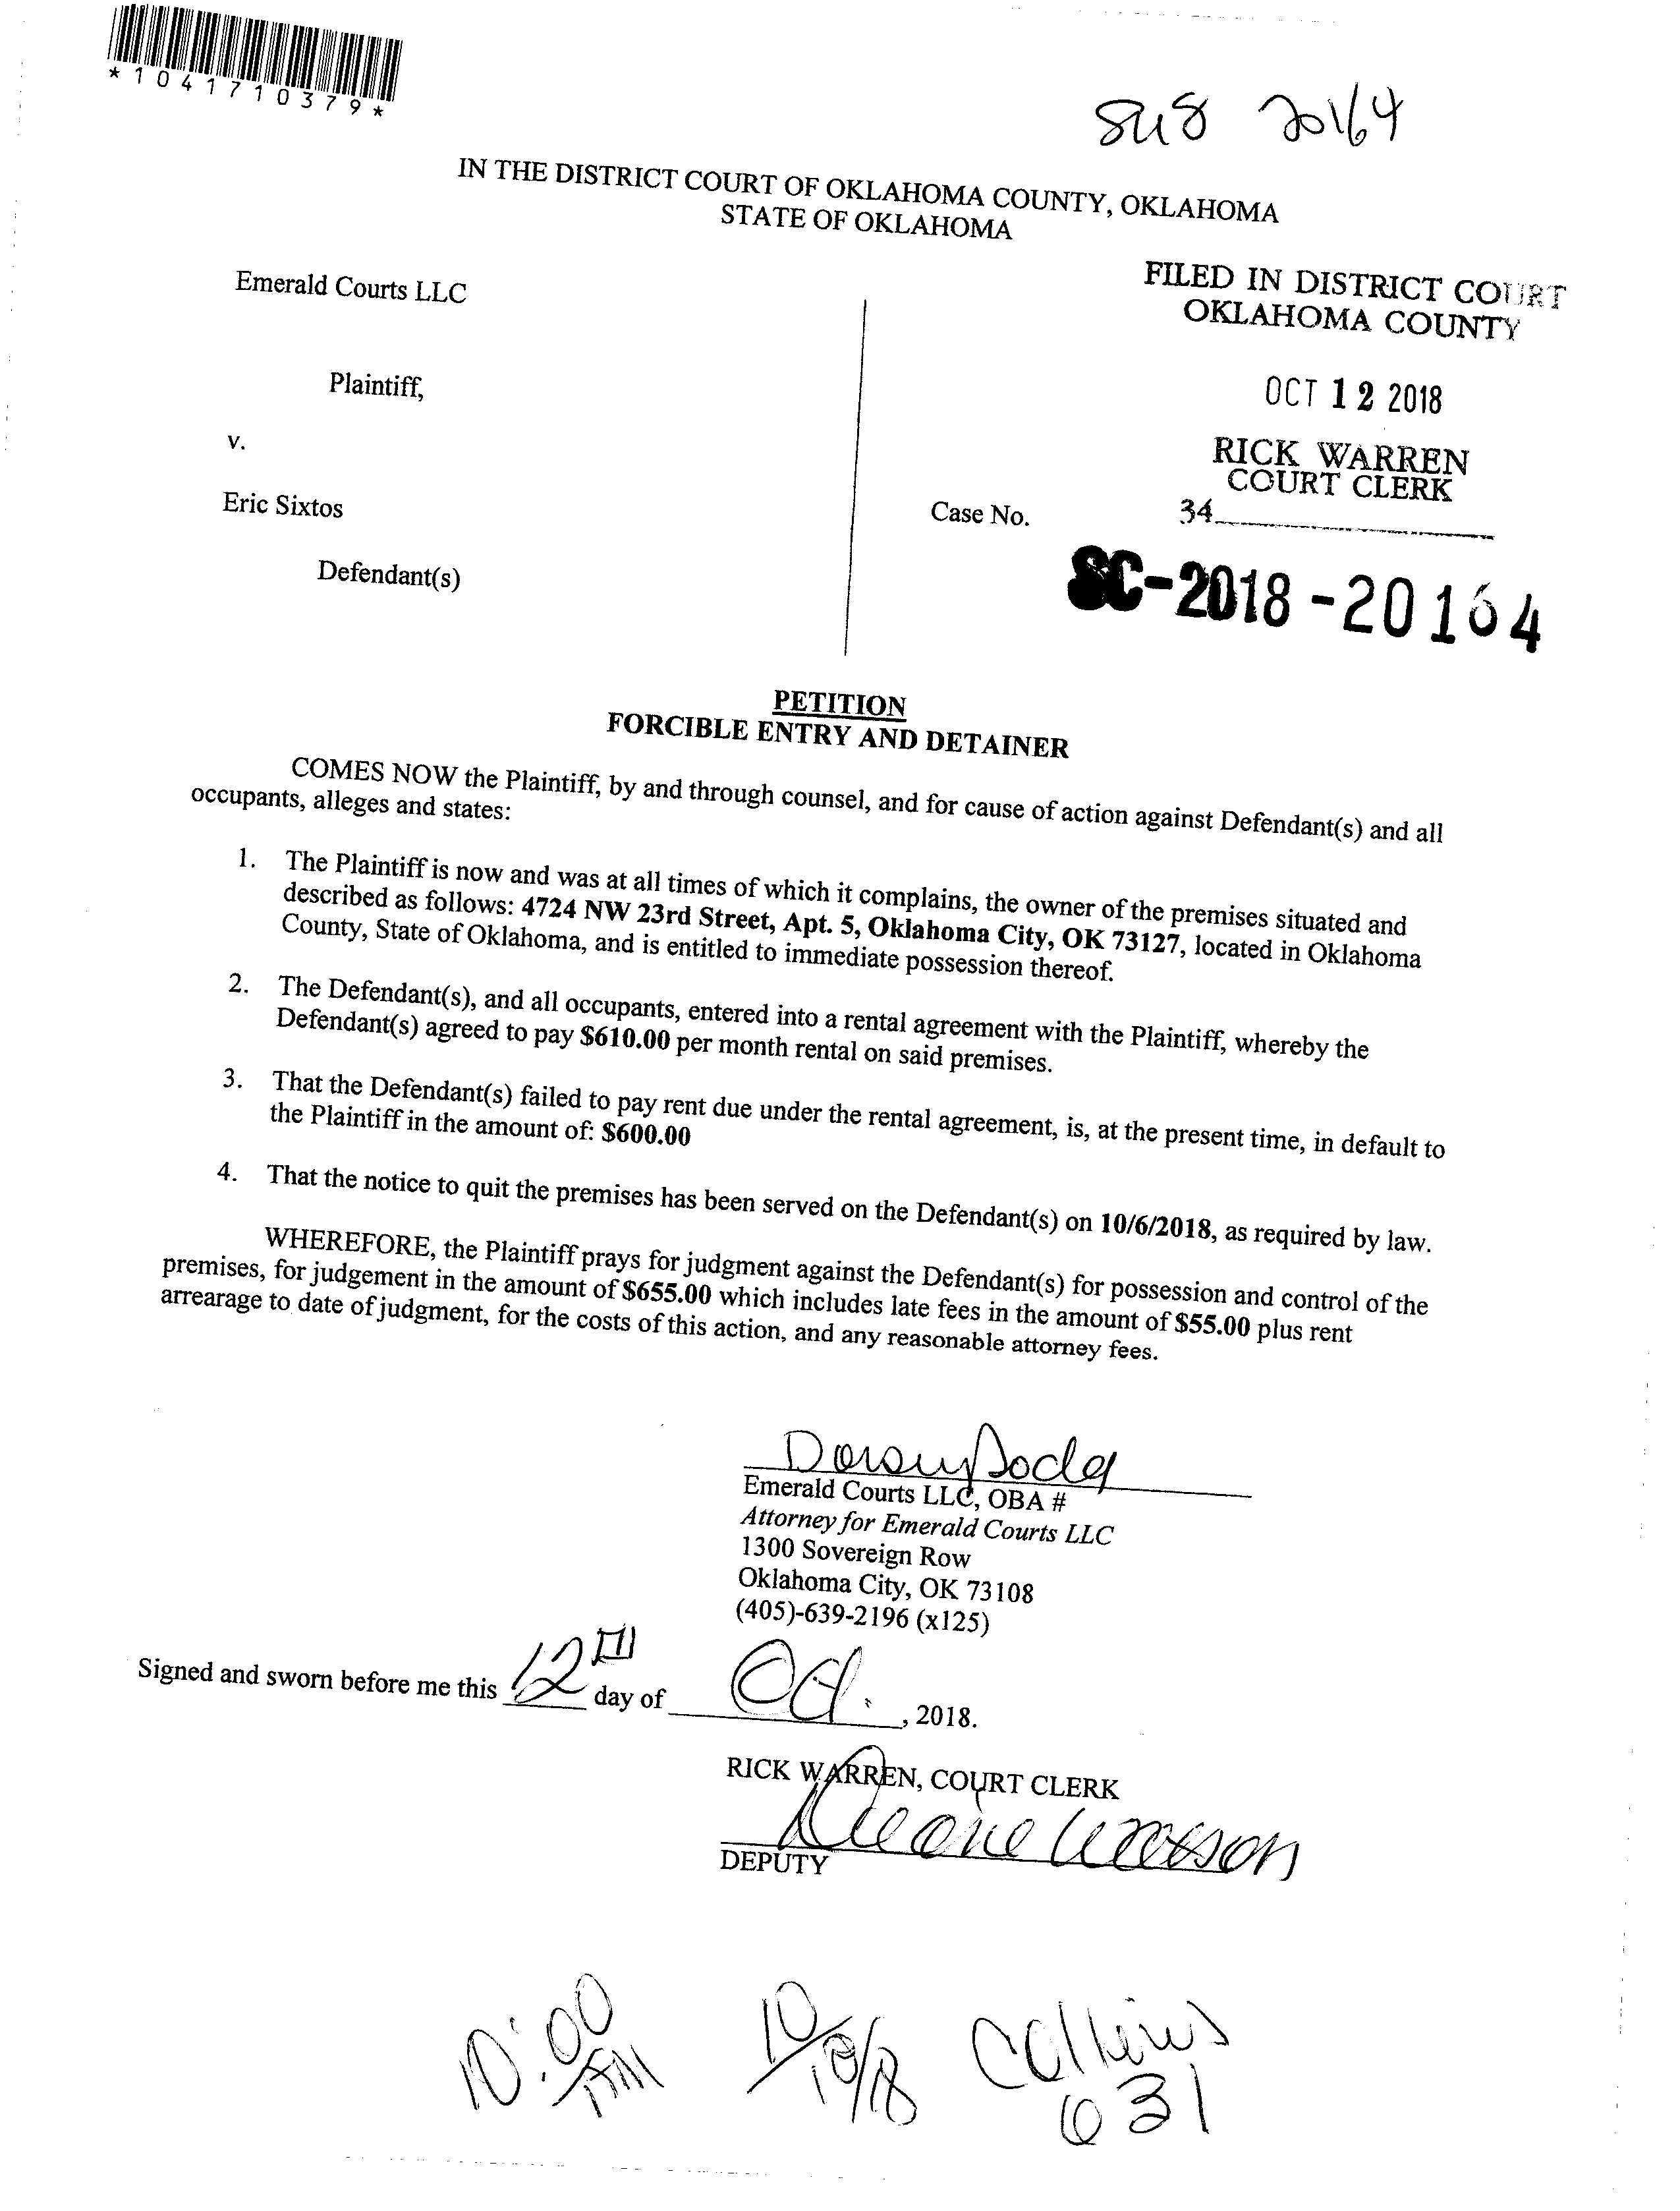 *1041710379*
20164
IN THE DISTRICT COURT OF OKLAHOMA COUNTY, OKLAHOMA
STATE OF OKLAHOMA
Emerald Courts LLC
Plaintiff,
v.
Eric Sixtos
Defendant(s)
FILED IN DISTRICT COURT
OKLAHOMA COUNTY
OCT 12 2018
RICK WARREN
COURT CLERK
Case No. 34
SC-2018-20164
PETITION
FORCIBLE ENTRY AND DETAINER
COMES NOW the Plaintiff, by and through counsel, and for cause of action against Defendant(s) and all
occupants, alleges and states:
1. The Plaintiff is now and was at all times of which it complains, the owner of the premises situated and
described as follows: 4724 NW 23rd Street, Apt. 5, Oklahoma City, OK 73127, located in Oklahoma
County, State of Oklahoma, and is entitled to immediate possession thereof.
2. The Defendant(s), and all occupants, entered into a rental agreement with the Plaintiff, whereby the
Defendant(s) agreed to pay $610.00 per month rental on said premises.
3. That the Defendant(s) failed to pay rent due under the rental agreement, is, at the present time, in default to
the Plaintiff in the amount of: $600.00
4. That the notice to quit the premises has been served on the Defendant(s) on 10/6/2018, as required by law.
WHEREFORE, the Plaintiff prays for judgment against the Defendant(s) for possession and control of the
premises, for judgement in the amount of $655.00 which includes late fees in the amount of $55.00 plus rent
arrearage to date of judgment, for the costs of this action, and any reasonable attorney fees.
Emerald Courts LLC, OBA #
Attorney for Emerald Courts LLC
1300 Sovereign Row
Oklahoma City, OK 73108
(405)-639-2196 (x125)
Signed and sworn before me this 12 day of Oct. , 2018.
RICK WARREN, COURT CLERK
DEPUTY
10:00 AM
Collins
631